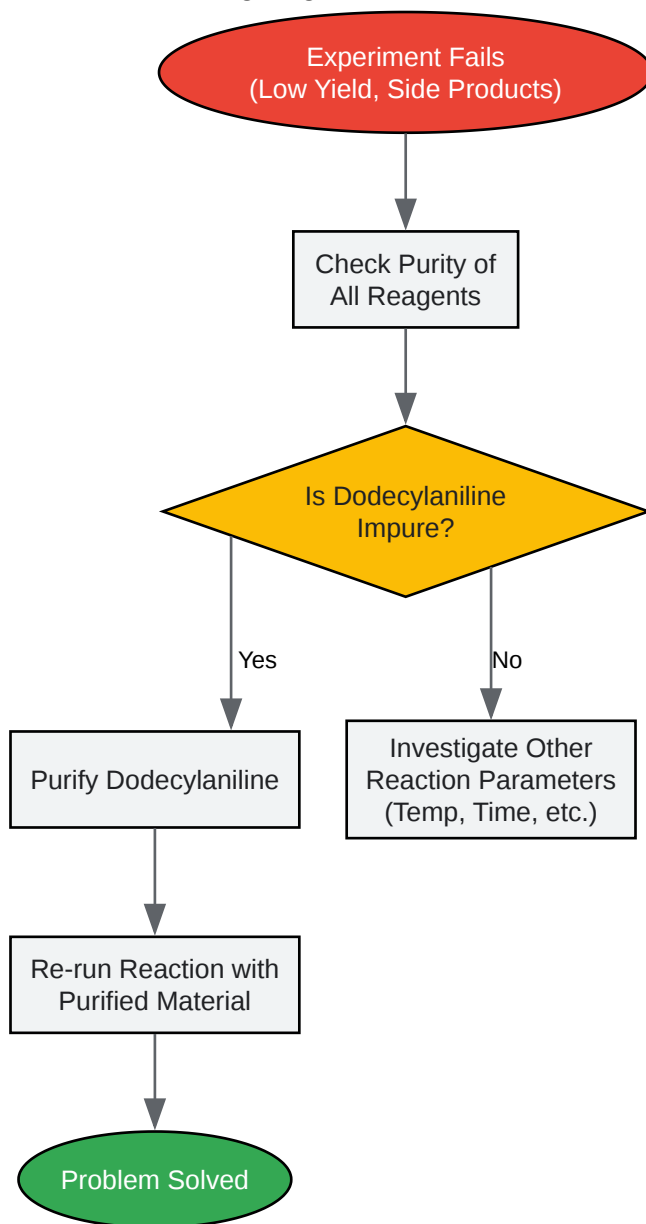 Experiment Fails
(Low Yield, Side Products)
Check Purity of
All Reagents
Is Dodecylaniline
Impure?
Yes
No
Purify Dodecylaniline
Investigate Other
Reaction Parameters
(Temp, Time, etc.)
Re-run Reaction with
Purified Material
Problem Solved